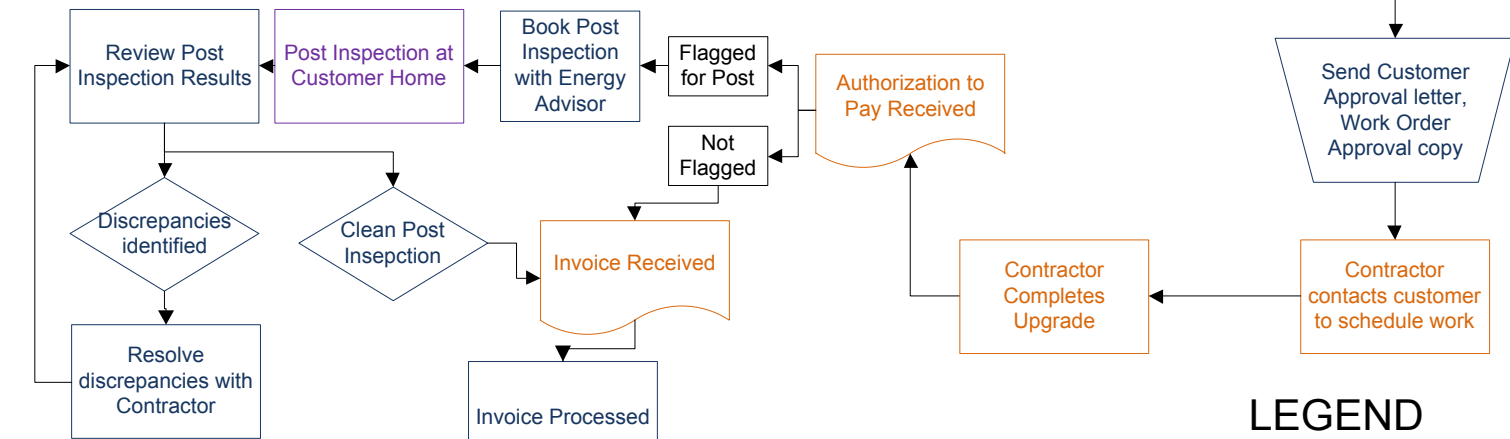 Review Post
Inspection Results
Post Inspection at
Customer Home
Book Post
Inspection
with Energy
Advisor
Flagged
for Post
Not
Flagged
Authorization to
Pay Received
Send Customer
Approval letter,
Work Order
Approval copy
Discrepancies
identified
Clean Post
Insepction
Invoice Received
Contractor
Completes
Upgrade
Contractor
contacts customer
to schedule work
Resolve
discrepancies with
Contractor
Invoice Processed
LEGEND